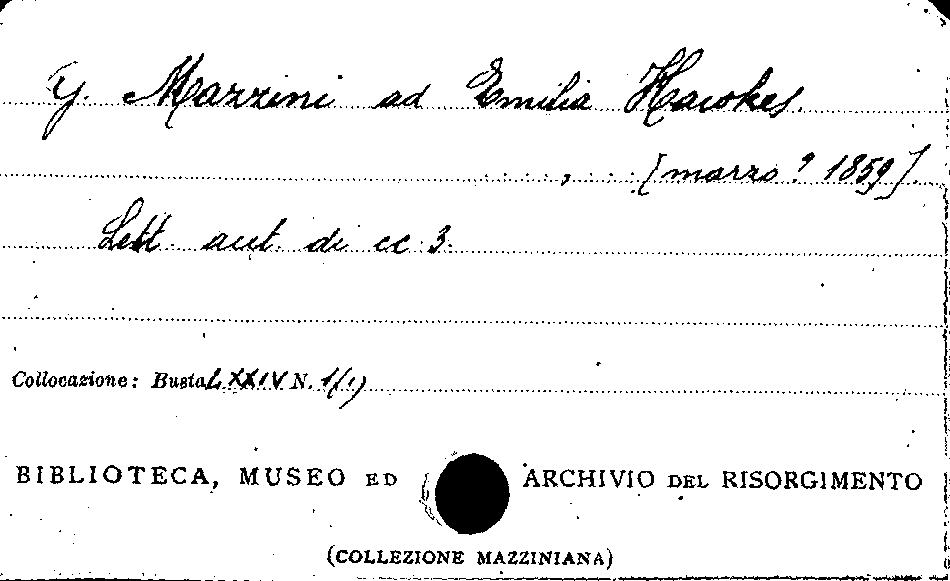 G. Mazzini ad Emilia Hawkes.
, [marzo? 1859].
Lett. aut. di cc. 3.
Collocazione: Busta LXXIV N. 1(1)
BIBLIOTECA, MUSEO ED ARCHIVIO DEL RISORGIMENTO
(COLLEZIONE MAZZINIANA)